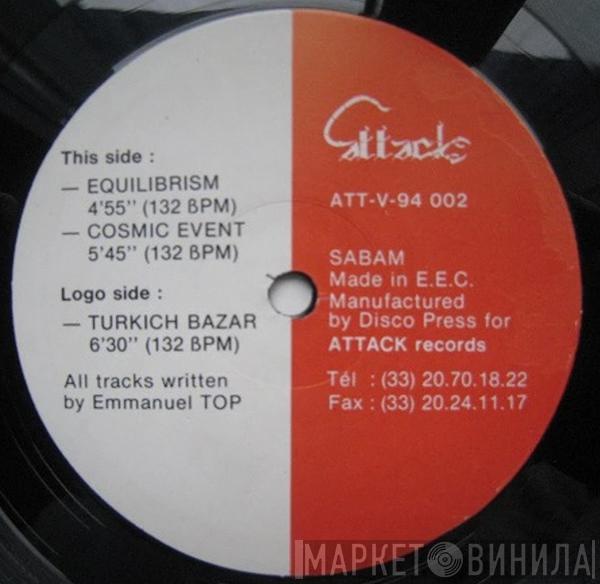 This side :
— EQUILIBRISM
4'55" (132 BPM)
— COSMIC EVENT
5'45" (132 BPM)
Logo side :
— TURKICH BAZAR
6'30" (132 BPM)
All tracks written
by Emmanuel TOP
attack
ATT-V-94 002
SABAM
Made in E.E.C.
Manufactured
by Disco Press for
ATTACK records
Tél : (33) 20.70.18.22
Fax : (33) 20.24.11.17
МАРКЕТ ВИНИЛА